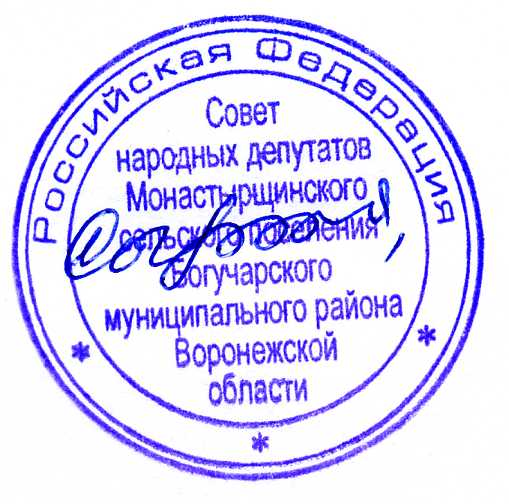 Российская Федерация
Совет
народных депутатов
Монастырщинского
сельского поселения
Богучарского
муниципального района
Воронежской
области